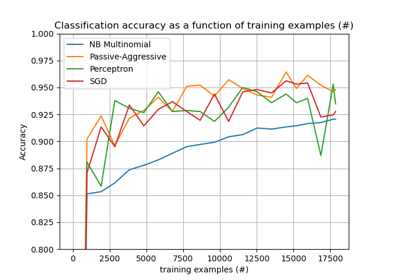 Classification accuracy as a function of training examples (#)
1.000
0.975
0.950
0.925
0.900
0.875
0.850
0.825
0.800
Accuracy
NB Multinomial
Passive-Aggressive
Perceptron
SGD
0 2500 5000 7500 10000 12500 15000 17500
training examples (#)